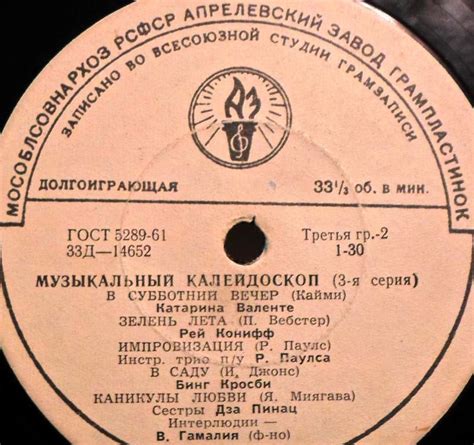 МОСОБЛСОВНАРХОЗ РСФСР АПРЕЛЕВСКИЙ ЗАВОД ГРАМПЛАСТИНОК
ЗАПИСАНО ВО ВСЕСОЮЗНОЙ СТУДИИ ГРАМЗАПИСИ
АЗ
ДОЛГОИГРАЮЩАЯ 33⅓ об. в мин.
ГОСТ 5289-61 Третья гр.-2
33Д—14652 1-30
МУЗЫКАЛЬНЫЙ КАЛЕЙДОСКОП (3-я серия)
В СУББОТНИЙ ВЕЧЕР (Кайми)
Катарина Валенте
ЗЕЛЕНЬ ЛЕТА (П. Вебстер)
Рей Конифф
ИМПРОВИЗАЦИЯ (Р. Паулс)
Инстр. трио п/у Р. Паулса
В САДУ (И. Джонс)
Бинг Кросби
КАНИКУЛЫ ЛЮБВИ (Я. Миягава)
Сестры Дза Пинац
Интерлюдии —
В. Гамалия (ф-но)